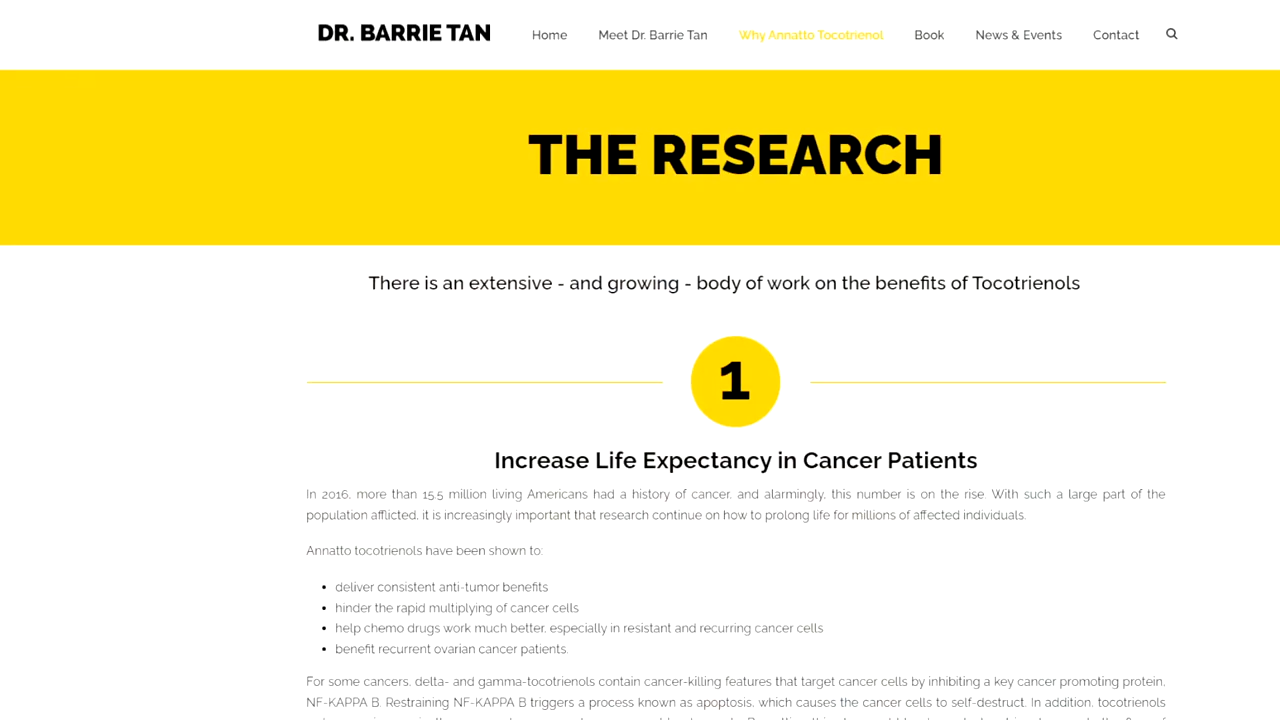 DR. BARRIE TAN Home Meet Dr. Barrie Tan Why Annatto Tocotrienol Book News & Events Contact
THE RESEARCH
There is an extensive - and growing - body of work on the benefits of Tocotrienols
1
Increase Life Expectancy in Cancer Patients
In 2016, more than 15.5 million living Americans had a history of cancer, and alarmingly, this number is on the rise. With such a large part of the
population afflicted, it is increasingly important that research continue on how to prolong life for millions of affected individuals.
Annatto tocotrienols have been shown to:
• deliver consistent anti-tumor benefits
• hinder the rapid multiplying of cancer cells
• help chemo drugs work much better, especially in resistant and recurring cancer cells
• benefit recurrent ovarian cancer patients.
For some cancers, delta- and gamma-tocotrienols contain cancer-killing features that target cancer cells by inhibiting a key cancer promoting protein,
NF-KAPPA B. Restraining NF-KAPPA B triggers a process known as apoptosis, which causes the cancer cells to self-destruct. In addition, tocotrienols